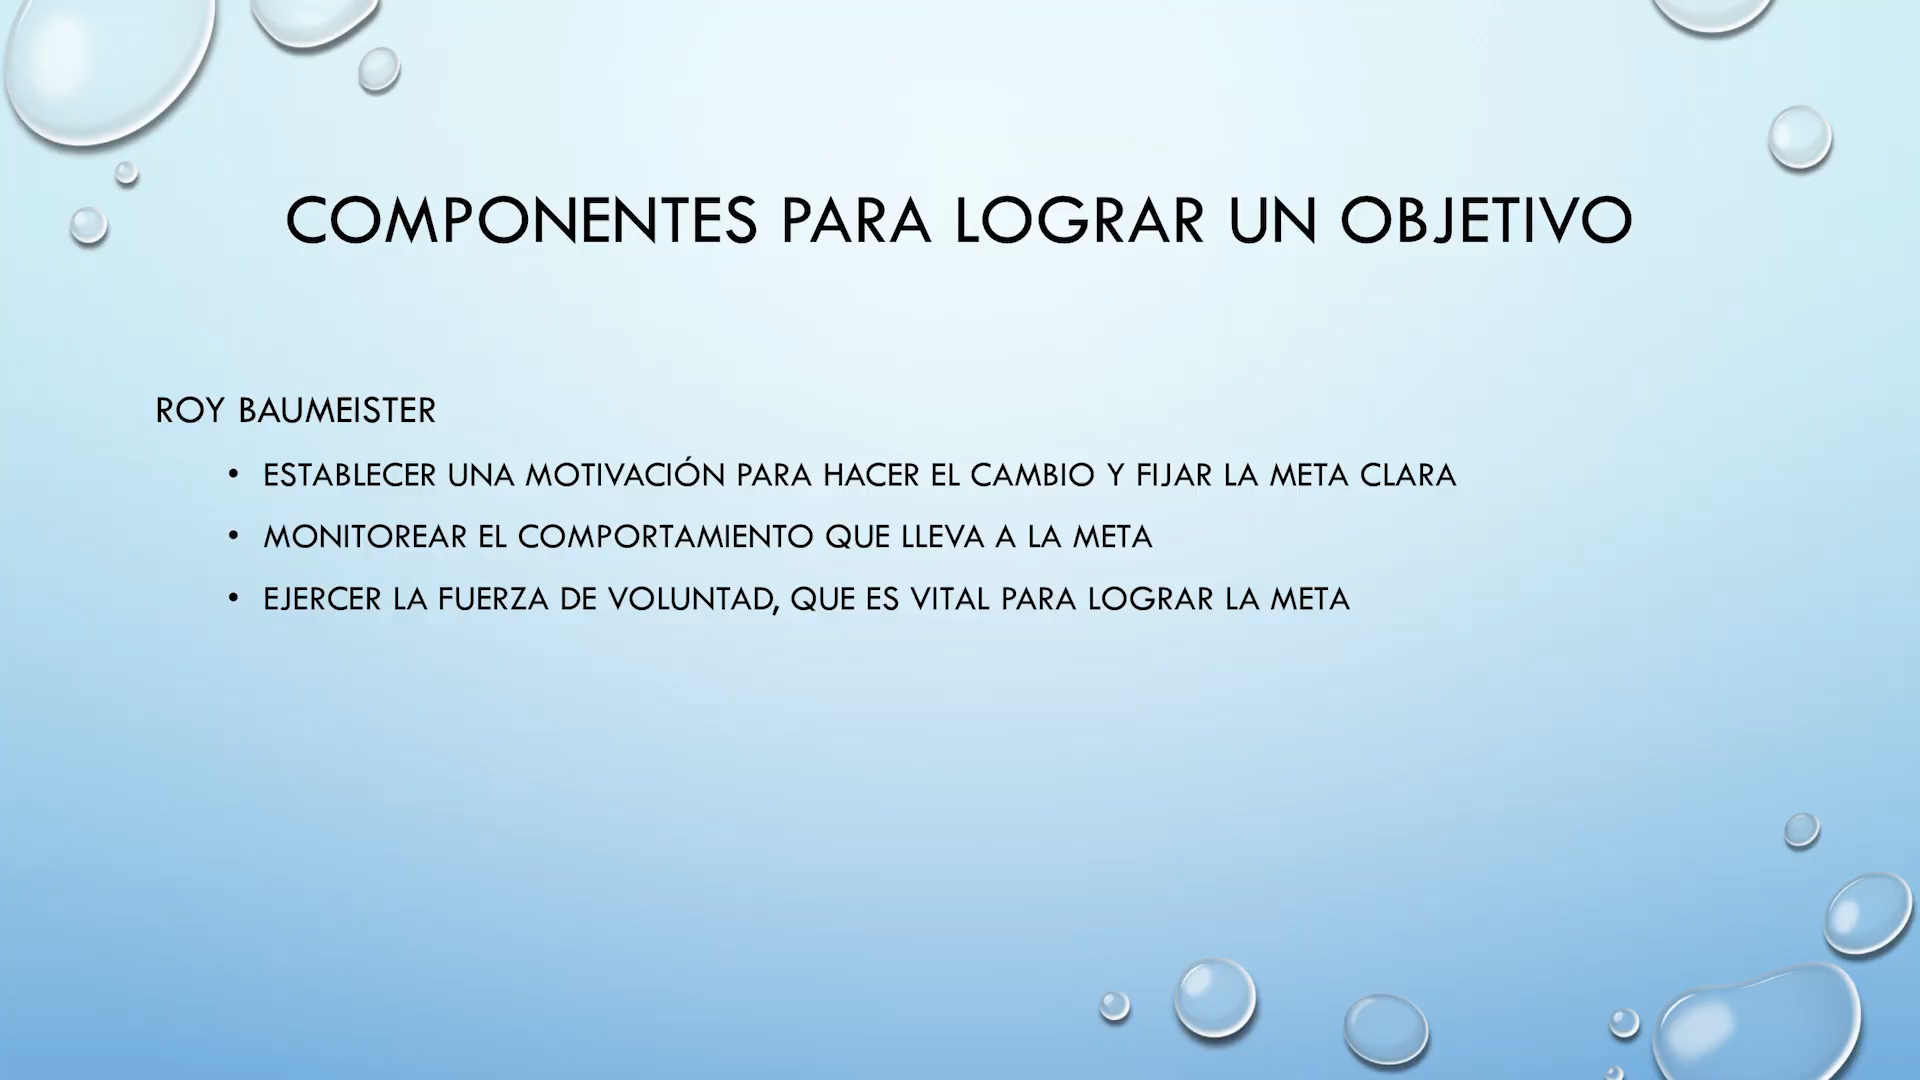 COMPONENTES PARA LOGRAR UN OBJETIVO
ROY BAUMEISTER
• ESTABLECER UNA MOTIVACIÓN PARA HACER EL CAMBIO Y FIJAR LA META CLARA
• MONITOREAR EL COMPORTAMIENTO QUE LLEVA A LA META
• EJERCER LA FUERZA DE VOLUNTAD, QUE ES VITAL PARA LOGRAR LA META